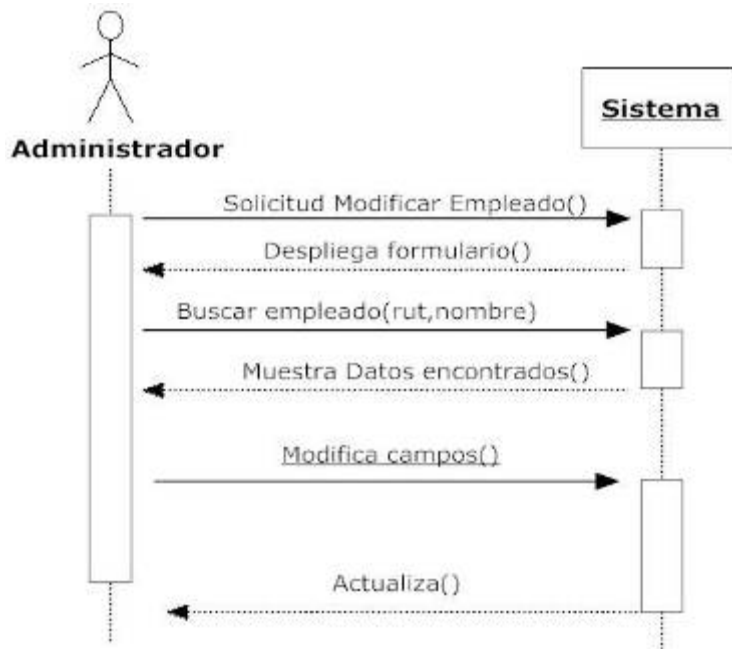 Administrador
Sistema
Solicitud Modificar Empleado()
Despliega formulario()
Buscar empleado(rut,nombre)
Muestra Datos encontrados()
Modifica campos()
Actualiza()